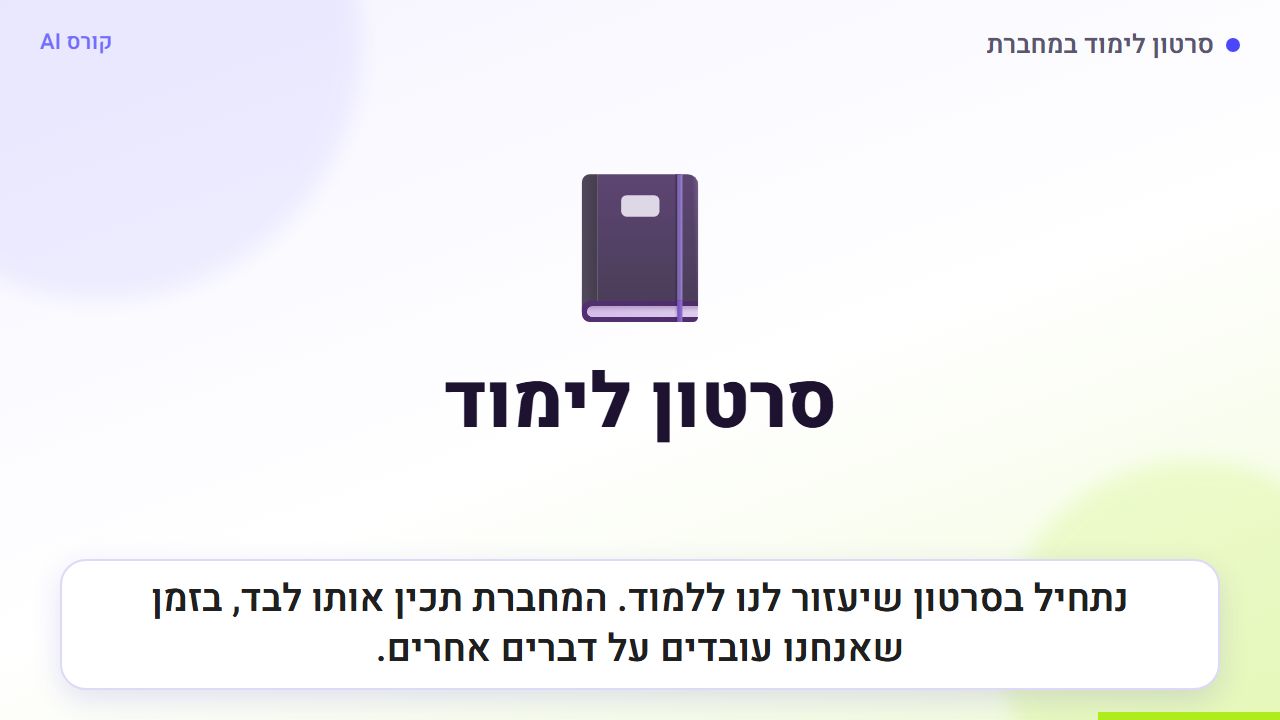 סרטון לימוד במחברת
קורס AI
סרטון לימוד
נתחיל בסרטון שיעזור לנו ללמוד. המחברת תכין אותו לבד, בזמן
שאנחנו עובדים על דברים אחרים.